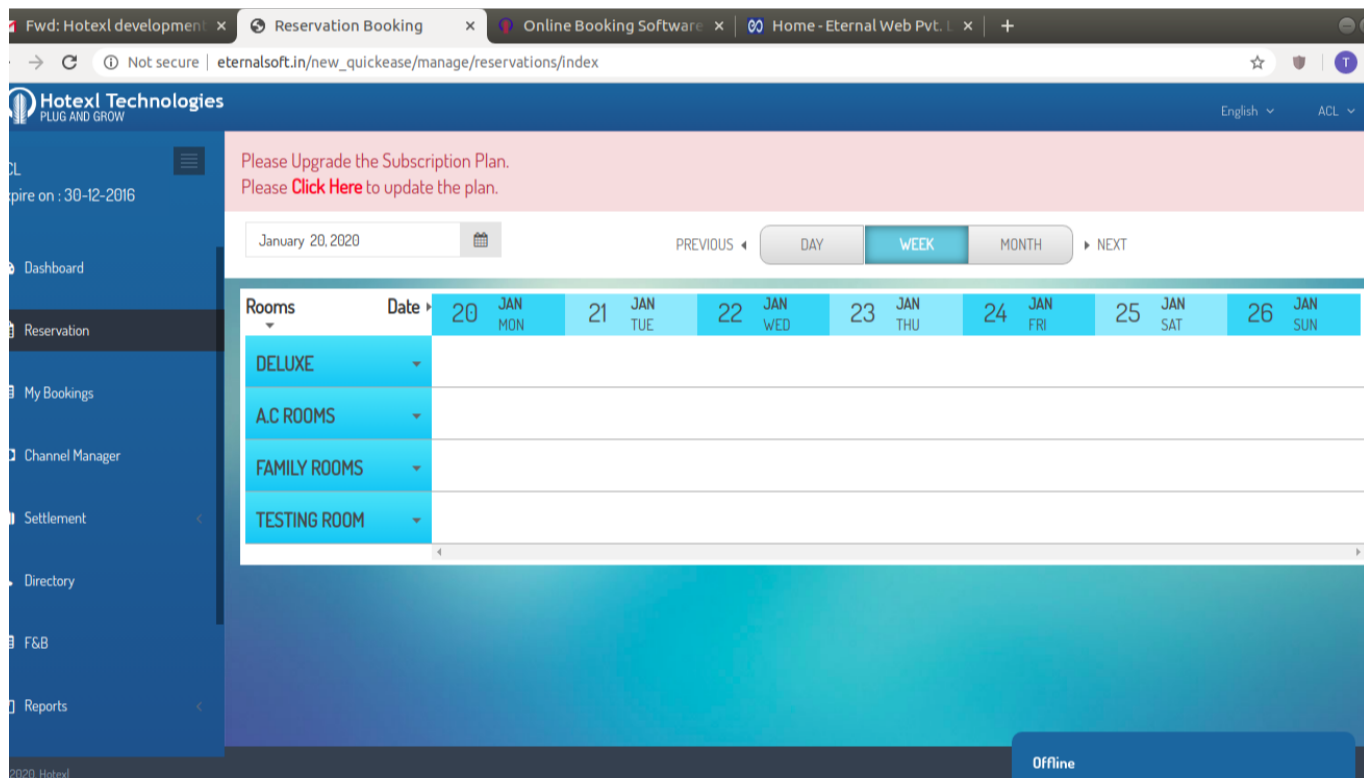 Fwd: Hotexl development
Reservation Booking
Online Booking Software
Home - Eternal Web Pvt. L
Not secure
eternalsoft.in/new_quickease/manage/reservations/index
T
Hotexl Technologies
PLUG AND GROW
English
ACL
CL
xpire on : 30-12-2016
Please Upgrade the Subscription Plan.
Please Click Here to update the plan.
January 20, 2020
PREVIOUS
DAY
WEEK
MONTH
NEXT
Dashboard
Reservation
My Bookings
Channel Manager
Settlement
Directory
F&B
Reports
Rooms
Date
20 JAN MON
21 JAN TUE
22 JAN WED
23 JAN THU
24 JAN FRI
25 JAN SAT
26 JAN SUN
DELUXE
A.C ROOMS
FAMILY ROOMS
TESTING ROOM
2020 Hotexl
Offline